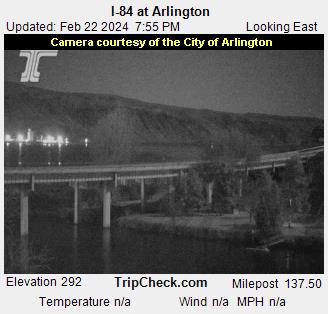 I-84 at Arlington
Updated: Feb 22 2024 7:55 PM Looking East
Camera courtesy of the City of Arlington
Elevation 292 TripCheck.com Milepost 137.50
Temperature n/a Wind n/a MPH n/a